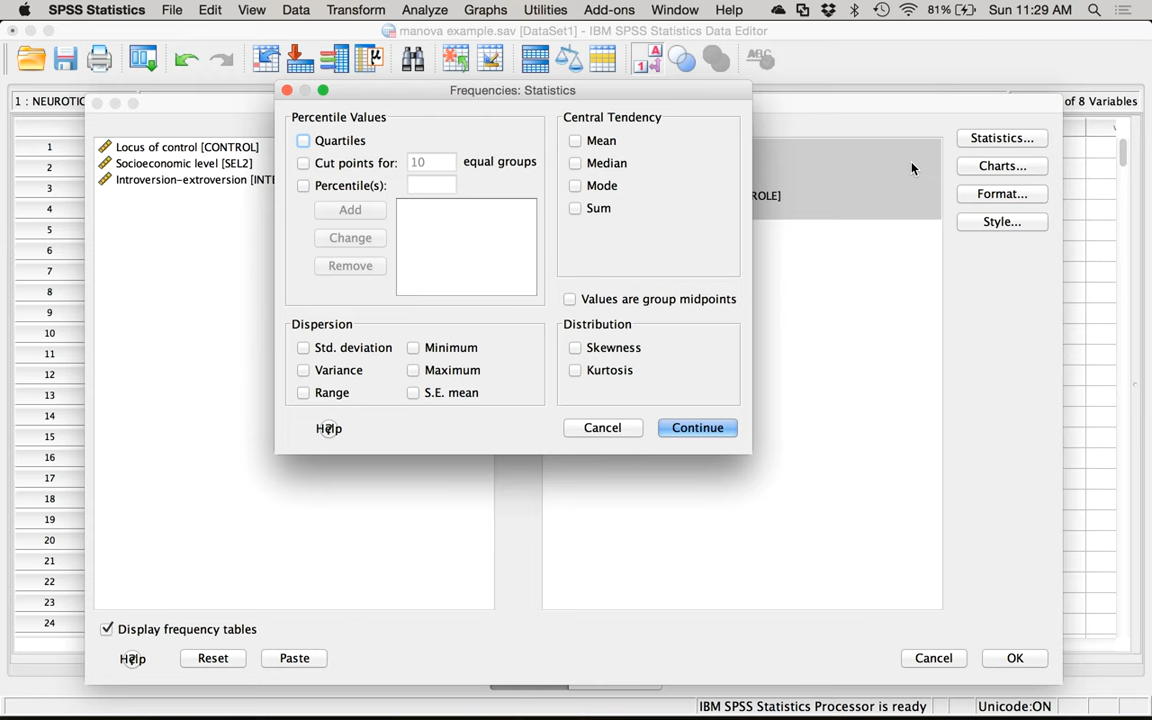 SPSS Statistics File Edit View Data Transform Analyze Graphs Utilities Add-ons Window Help 81% Sun 11:29 AM
manova example.sav [DataSet1] - IBM SPSS Statistics Data Editor
A
1 4
ABC
1 : NEUROTIC
of 8 Variables
Frequencies: Statistics
Percentile Values
Quartiles
Cut points for: 10 equal groups
Percentile(s):
Add
Change
Remove
Central Tendency
Mean
Median
Mode
Sum
Values are group midpoints
Dispersion
Std. deviation
Minimum
Variance
Maximum
Range
S.E. mean
Distribution
Skewness
Kurtosis
Help
Cancel
Continue
Locus of control [CONTROL]
Socioeconomic level [SEL2]
Introversion-extroversion [INTE
ROLE]
Statistics...
Charts...
Format...
Style...
1
2
3
4
5
6
7
8
9
10
11
12
13
14
15
16
17
18
19
20
21
22
23
24
Display frequency tables
Help
Reset
Paste
Cancel
OK
IBM SPSS Statistics Processor is ready
Unicode:ON